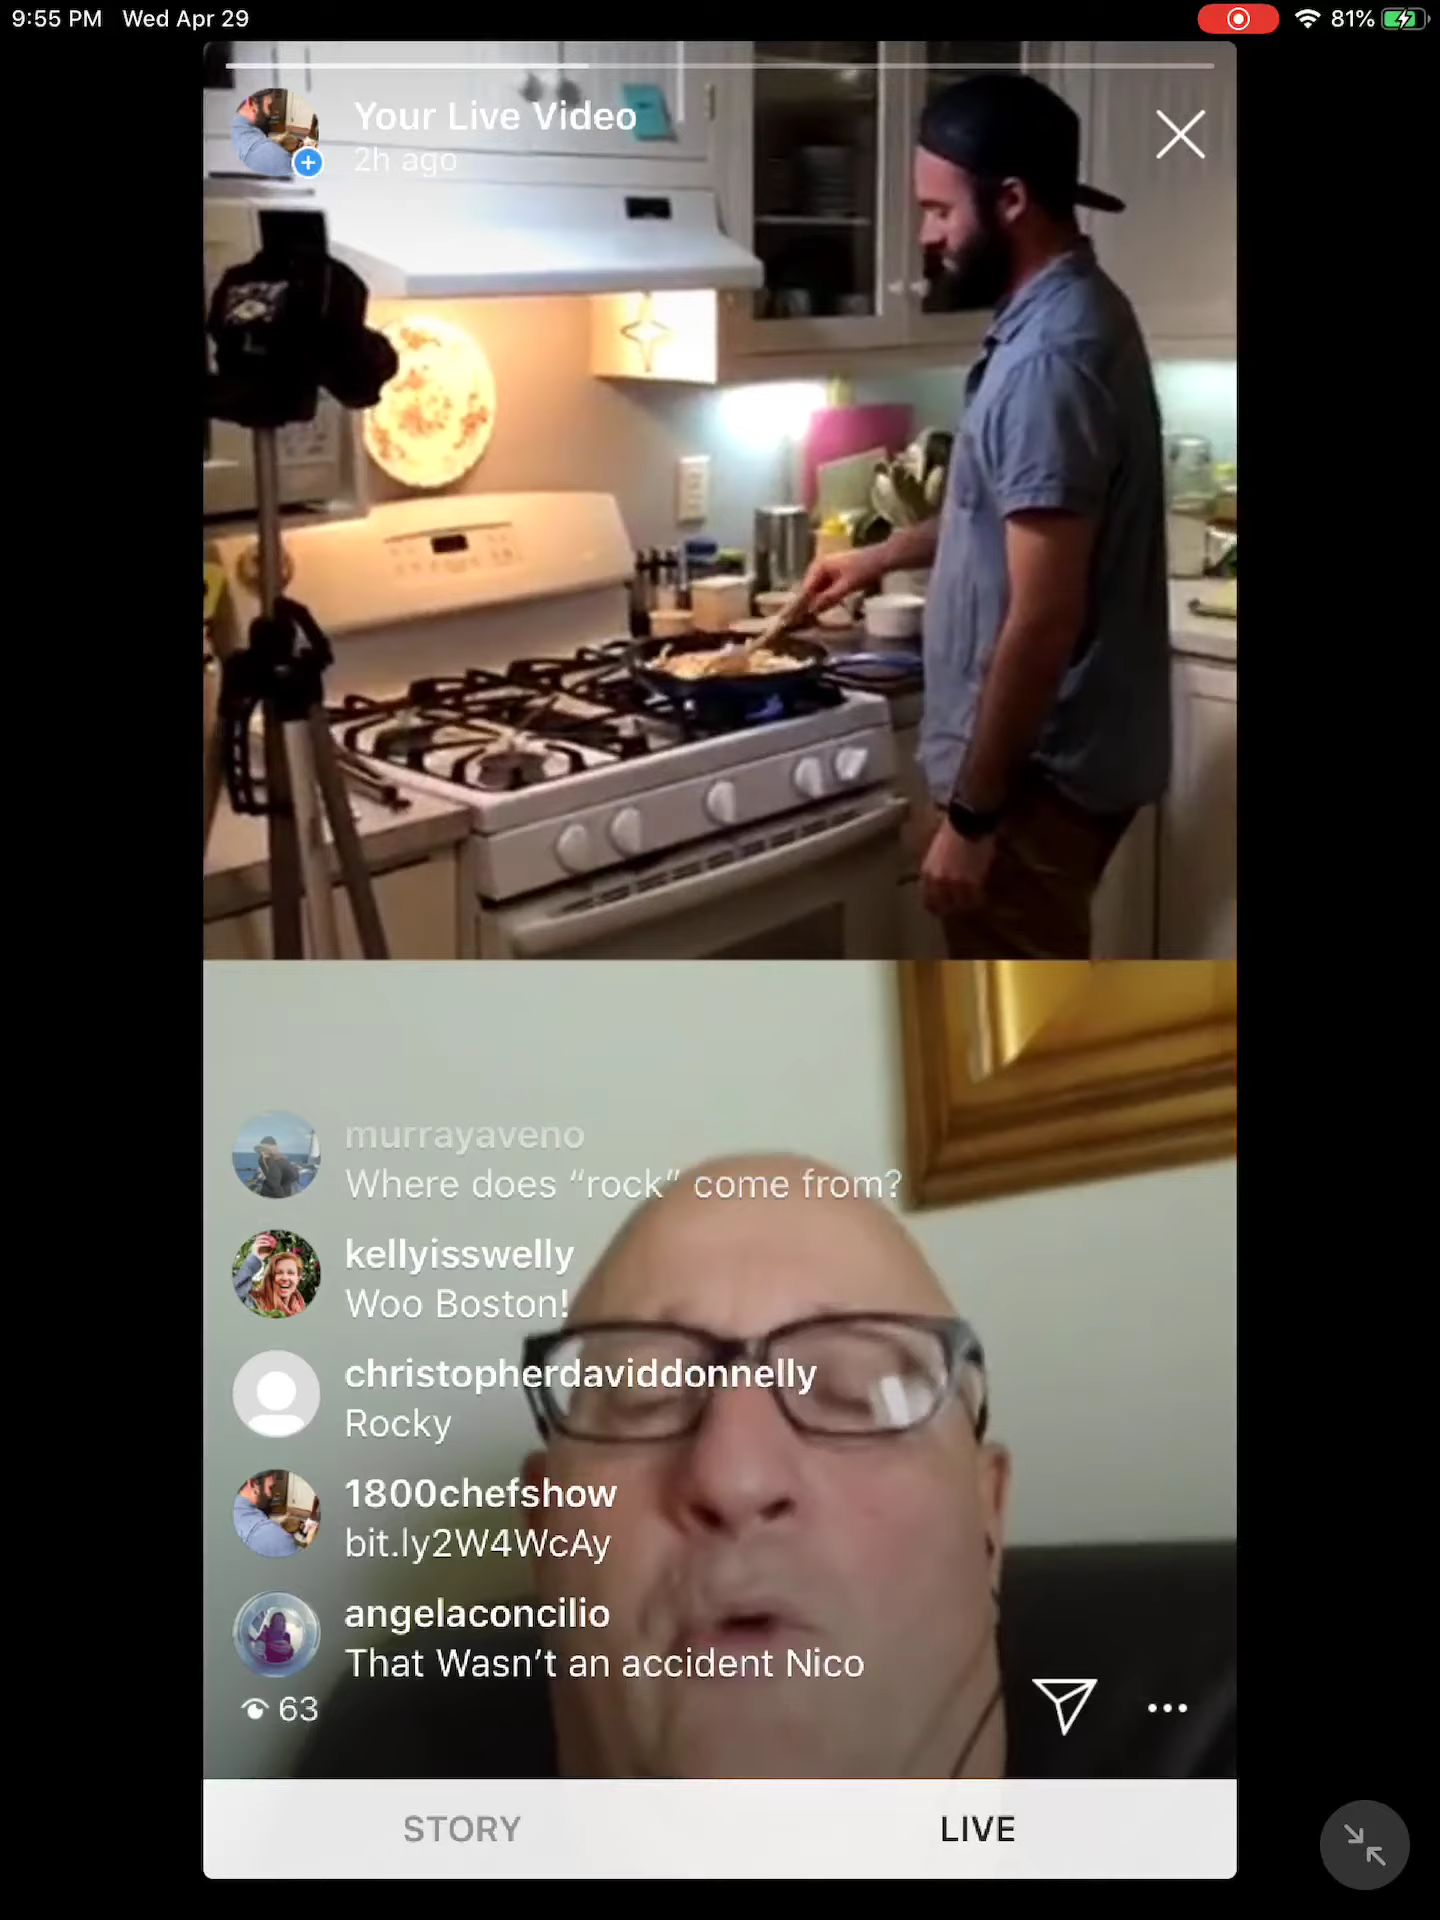 9:55 PM Wed Apr 29
81%
Your Live Video
2h ago
murrayaveno
Where does “rock” come from?
kellyisswelly
Woo Boston!
christopherdaviddonnelly
Rocky
1800chefshow
bit.ly2W4WcAy
angelaconcilio
That Wasn’t an accident Nico
63
STORY
LIVE